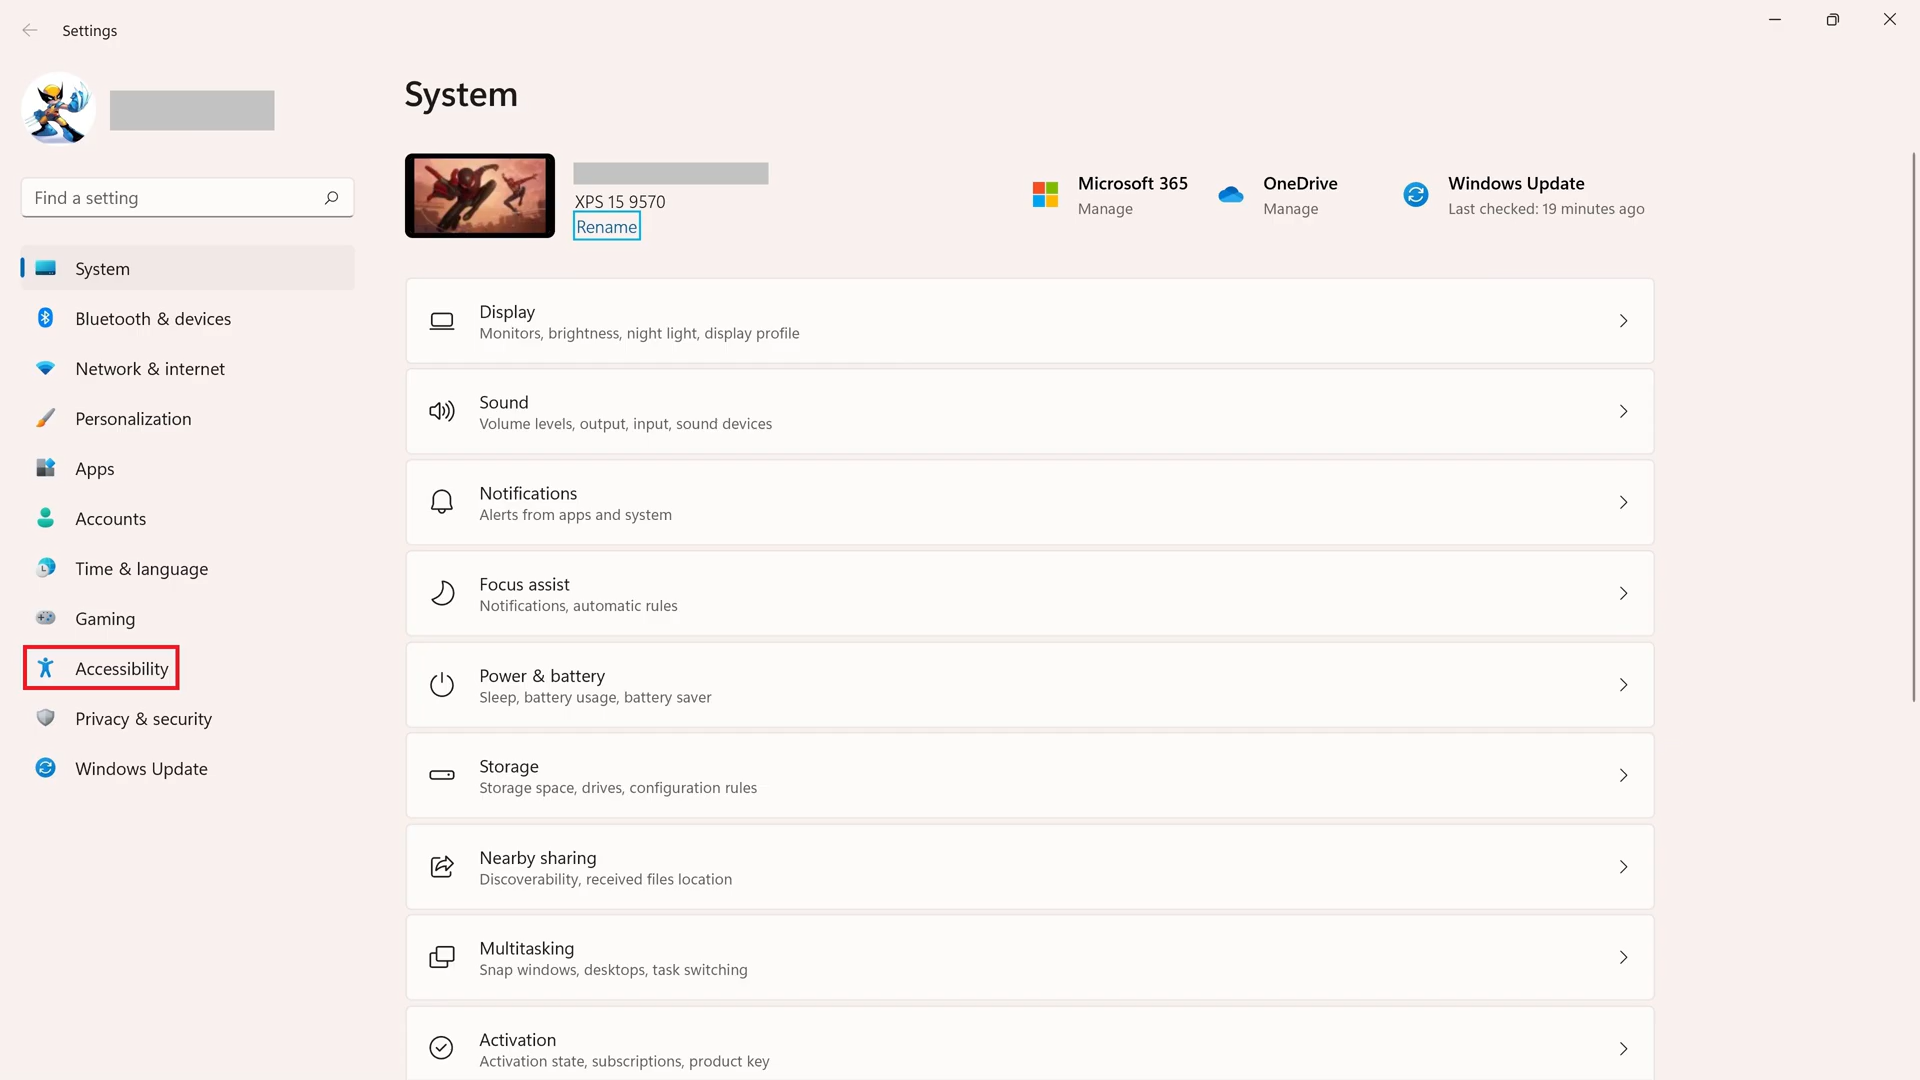 Settings
Find a setting
System
Bluetooth & devices
Network & internet
Personalization
Apps
Accounts
Time & language
Gaming
Accessibility
Privacy & security
Windows Update
System
XPS 15 9570
Rename
Microsoft 365
Manage
OneDrive
Manage
Windows Update
Last checked: 19 minutes ago
Display
Monitors, brightness, night light, display profile
Sound
Volume levels, output, input, sound devices
Notifications
Alerts from apps and system
Focus assist
Notifications, automatic rules
Power & battery
Sleep, battery usage, battery saver
Storage
Storage space, drives, configuration rules
Nearby sharing
Discoverability, received files location
Multitasking
Snap windows, desktops, task switching
Activation
Activation state, subscriptions, product key